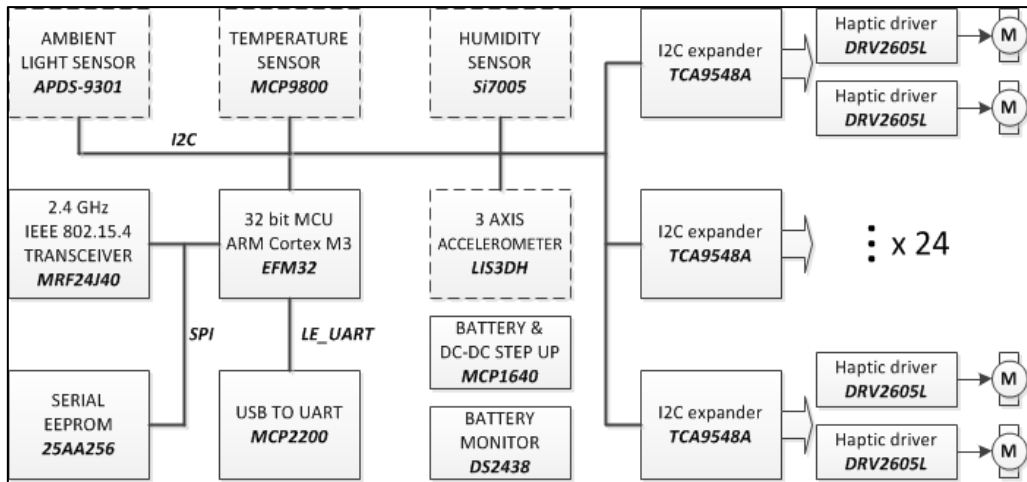 AMBIENT
LIGHT SENSOR
APDS-9301
TEMPERATURE
SENSOR
MCP9800
HUMIDITY
SENSOR
Si7005
I2C expander
TCA9548A
Haptic driver
DRV2605L
M
Haptic driver
DRV2605L
M
I2C
2.4 GHz
IEEE 802.15.4
TRANSCEIVER
MRF24J40
32 bit MCU
ARM Cortex M3
EFM32
3 AXIS
ACCELEROMETER
LIS3DH
I2C expander
TCA9548A
x 24
SPI
LE_UART
BATTERY &
DC-DC STEP UP
MCP1640
SERIAL
EEPROM
25AA256
USB TO UART
MCP2200
BATTERY
MONITOR
DS2438
I2C expander
TCA9548A
Haptic driver
DRV2605L
M
Haptic driver
DRV2605L
M